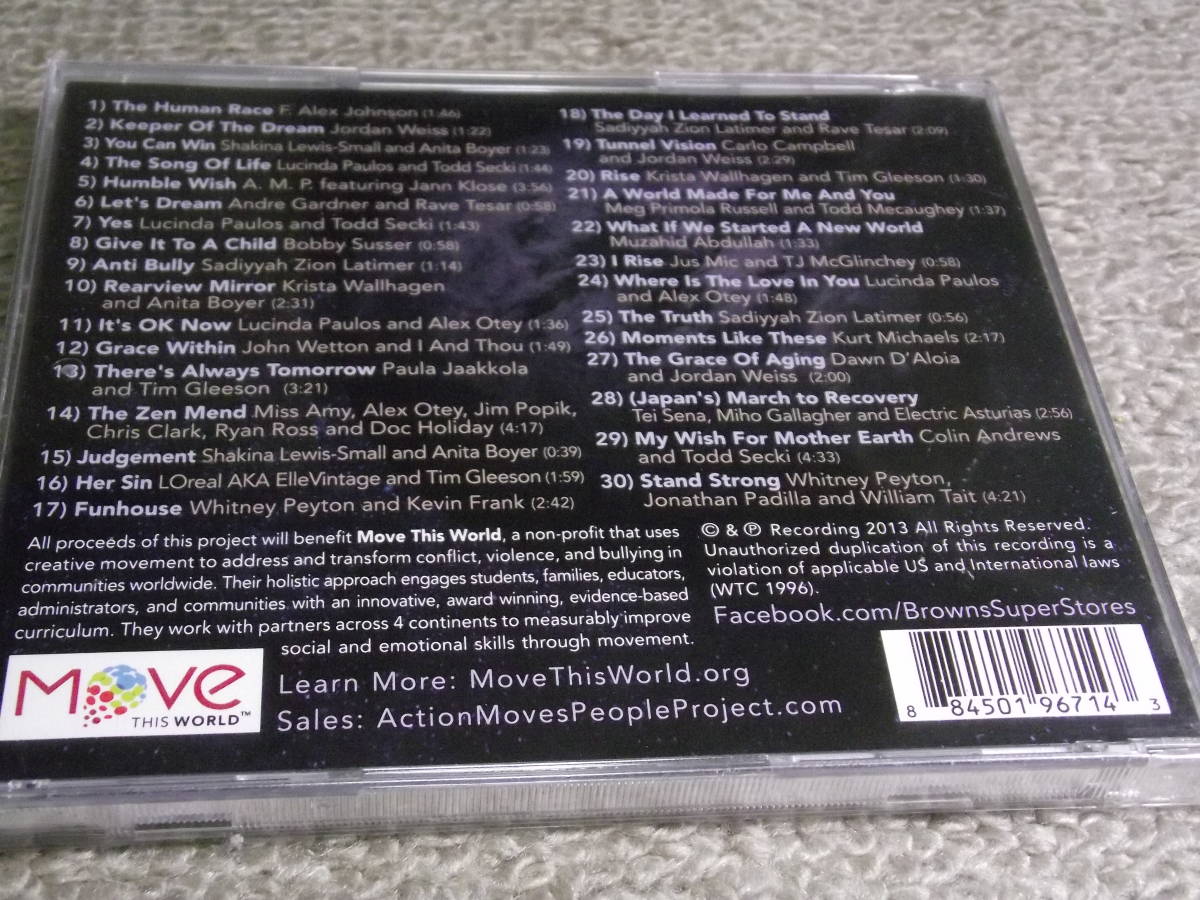 1) The Human Race F. Alex Johnson (1:46)
2) Keeper Of The Dream Jordan Weiss (1:22)
3) You Can Win Shakina Lewis-Small and Anita Boyer (1:23)
4) The Song Of Life Lucinda Paulos and Todd Secki (1:44)
5) Humble Wish A. M. P. featuring Jann Klose (3:56)
6) Let's Dream Andre Gardner and Rave Tesar (0:58)
7) Yes Lucinda Paulos and Todd Secki (1:43)
8) Give It To A Child Bobby Susser (0:58)
9) Anti Bully Sadiyyah Zion Latimer (1:14)
10) Rearview Mirror Krista Wallhagen
and Anita Boyer (2:31)
11) It's OK Now Lucinda Paulos and Alex Otey (1:36)
12) Grace Within John Wetton and I And Thou (1:49)
13) There's Always Tomorrow Paula Jaakkola
and Tim Gleeson (3:21)
14) The Zen Mend Miss Amy, Alex Otey, Jim Popik,
Chris Clark, Ryan Ross and Doc Holiday (4:17)
15) Judgement Shakina Lewis-Small and Anita Boyer (0:39)
16) Her Sin LOreal AKA ElleVintage and Tim Gleeson (1:59)
17) Funhouse Whitney Peyton and Kevin Frank (2:42)
18) The Day I Learned To Stand
Sadiyyah Zion Latimer and Rave Tesar (2:09)
19) Tunnel Vision Carlo Campbell
and Jordan Weiss (2:29)
20) Rise Krista Wallhagen and Tim Gleeson (1:30)
21) A World Made For Me And You
Meg Primola Russell and Todd Mecaughey (1:37)
22) What If We Started A New World
Muzahid Abdullah (1:33)
23) I Rise Jus Mic and TJ McGlinchey (0:58)
24) Where Is The Love In You Lucinda Paulos
and Alex Otey (1:48)
25) The Truth Sadiyyah Zion Latimer (0:56)
26) Moments Like These Kurt Michaels (2:17)
27) The Grace Of Aging Dawn D'Aloia
and Jordan Weiss (2:00)
28) (Japan's) March to Recovery
Tei Sena, Miho Gallagher and Electric Asturias (2:56)
29) My Wish For Mother Earth Colin Andrews
and Todd Secki (4:33)
30) Stand Strong Whitney Peyton,
Jonathan Padilla and William Tait (4:21)
All proceeds of this project will benefit Move This World, a non-profit that uses
creative movement to address and transform conflict, violence, and bullying in
communities worldwide. Their holistic approach engages students, families, educators,
administrators, and communities with an innovative, award winning, evidence-based
curriculum. They work with partners across 4 continents to measurably improve
social and emotional skills through movement.
© & ℗ Recording 2013 All Rights Reserved.
Unauthorized duplication of this recording is a
violation of applicable US and International laws
(WTC 1996).
Facebook.com/BrownsSuperStores
MOVE
THIS WORLD™
Learn More: MoveThisWorld.org
Sales: ActionMovesPeopleProject.com
8 84501 96714 3